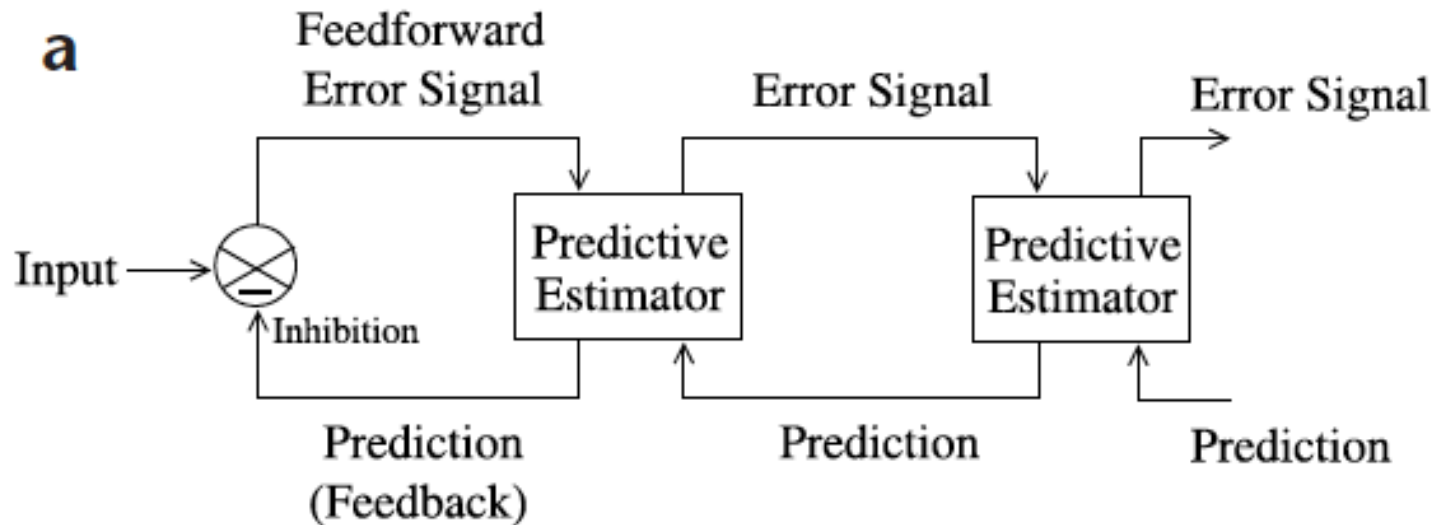 a
Feedforward
Error Signal
Error Signal
Error Signal
Input
Predictive
Estimator
Predictive
Estimator
Inhibition
Prediction
(Feedback)
Prediction
Prediction